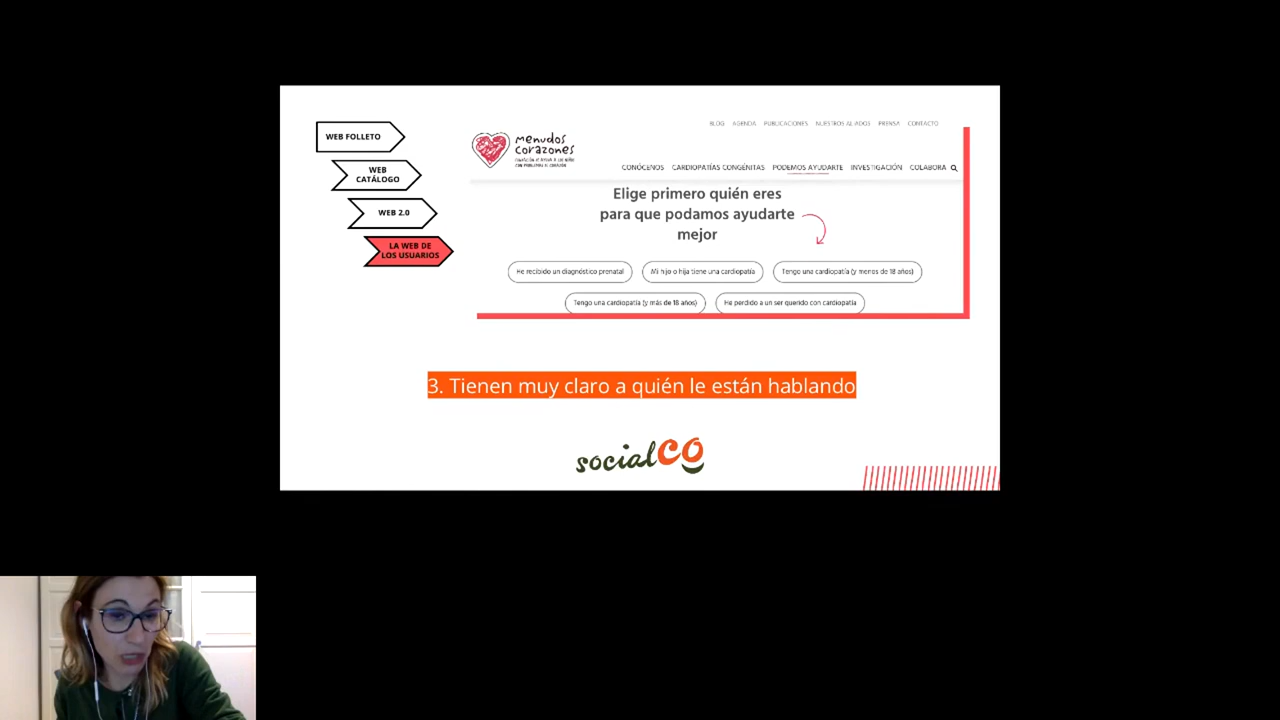 WEB FOLLETO
WEB
CATÁLOGO
WEB 2.0
LA WEB DE
LOS USUARIOS
BLOG AGENDA PUBLICACIONES NUESTROS ALIADOS PRENSA CONTACTO
menudos
corazones
CONÓCENOS CARDIOPATÍAS CONGÉNITAS PODEMOS AYUDARTE INVESTIGACIÓN COLABORA
Elige primero quién eres
para que podamos ayudarte
mejor
He recibido un diagnóstico prenatal
Mi hijo o hija tiene una cardiopatía
Tengo una cardiopatía (y menos de 18 años)
Tengo una cardiopatía (y más de 18 años)
He perdido a un ser querido con cardiopatía
3. Tienen muy claro a quién le están hablando
socialco